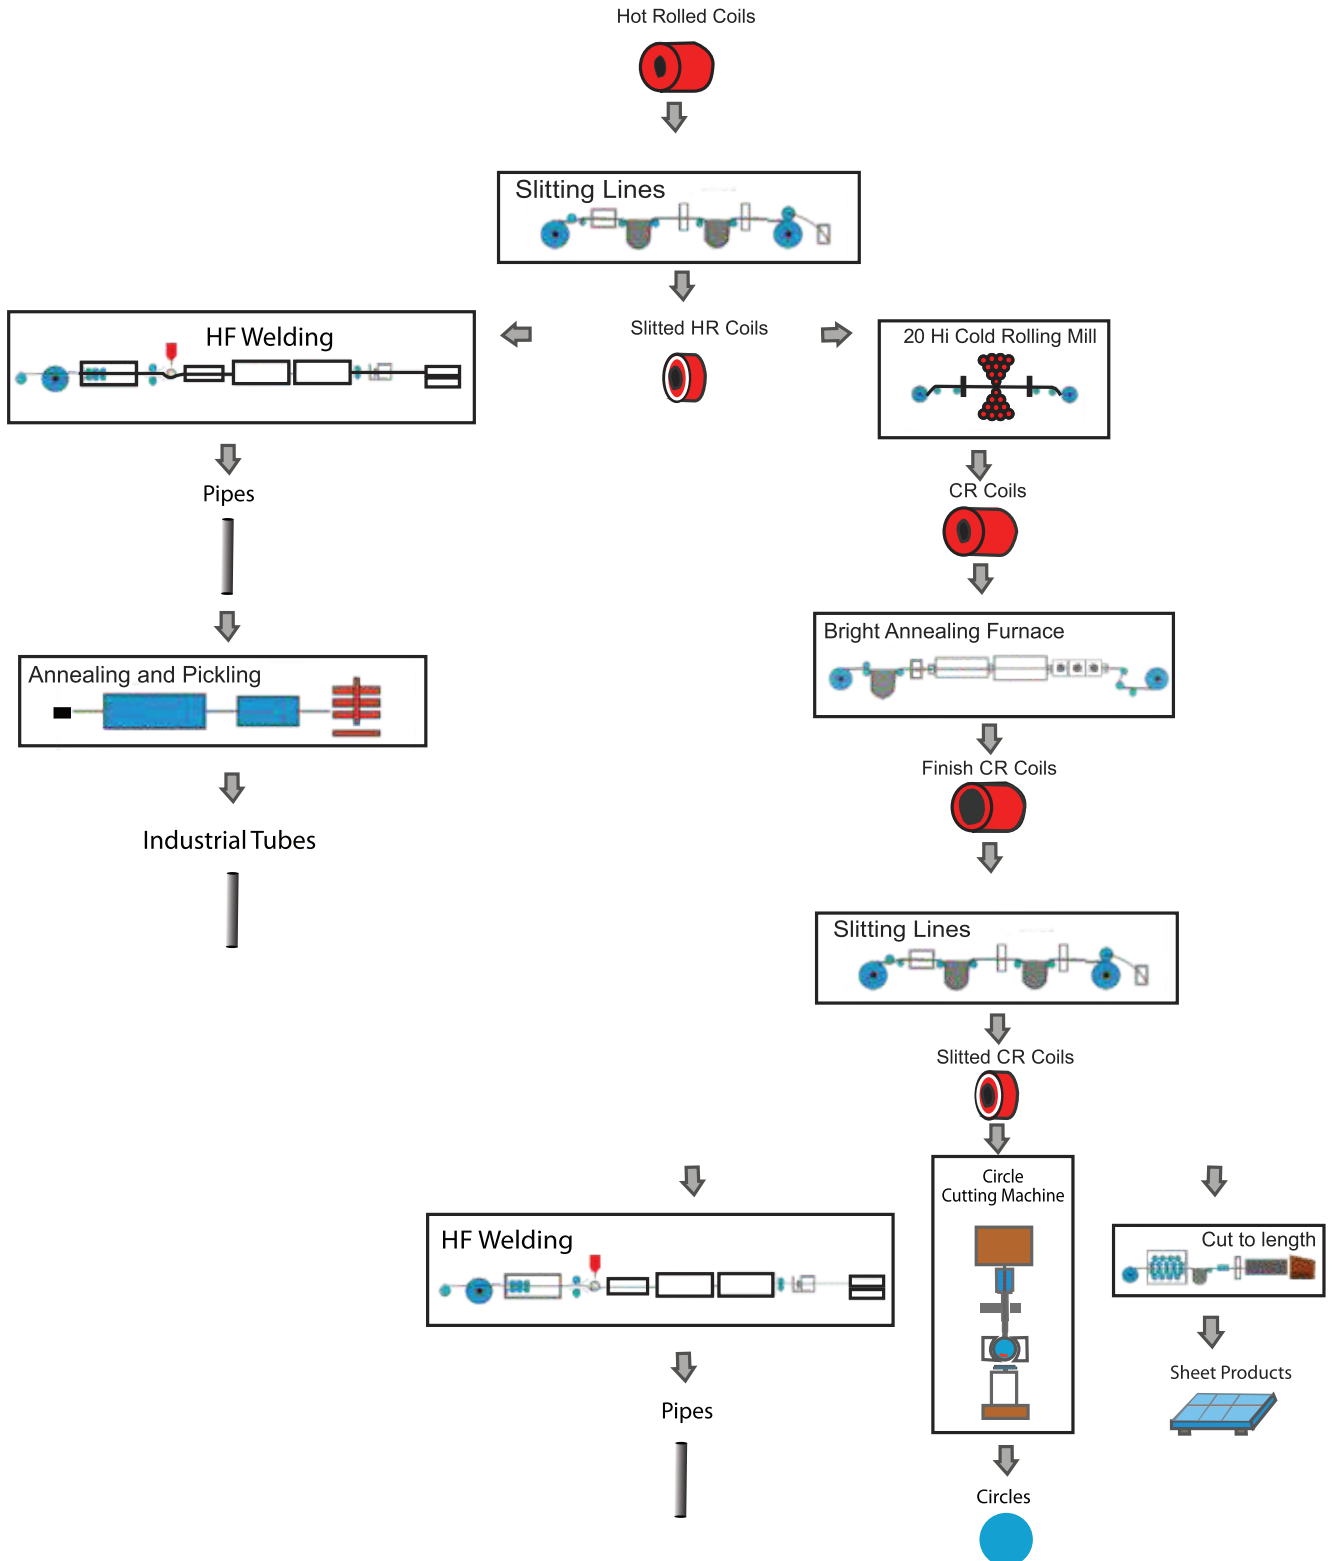 Hot Rolled Coils
Slitting Lines
HF Welding
Slitted HR Coils
20 Hi Cold Rolling Mill
Pipes
CR Coils
Annealing and Pickling
Bright Annealing Furnace
Industrial Tubes
Finish CR Coils
Slitting Lines
Slitted CR Coils
HF Welding
Circle
Cutting Machine
Cut to length
Pipes
Sheet Products
Circles